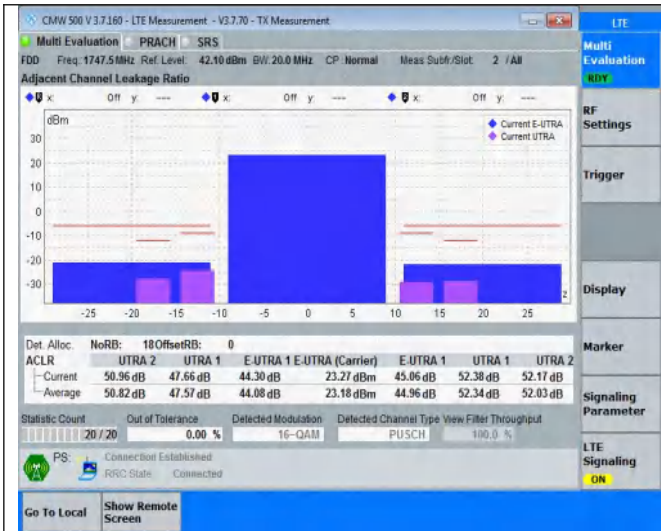 CMW 500 V 3.7.160 - LTE Measurement - V3.7.70 - TX Measurement
LTE
Multi Evaluation PRACH SRS
Multi Evaluation
RDY
FDD Freq.: 1747.5 MHz Ref. Level: 42.10 dBm BW: 20.0 MHz CP: Normal Meas Subfr./Slot: 2 / All
Adjacent Channel Leakage Ratio
x: Off y: --- x: Off y: --- x: Off y: ---
dBm
Current E-UTRA
Current UTRA
30
20
10
0
-10
-20
-30
-25 -20 -15 -10 -5 0 5 10 15 20 25
z
RF Settings
Trigger
Display
Marker
Signaling Parameter
LTE Signaling
ON
Det. Alloc. NoRB: 18 OffsetRB: 0
ACLR UTRA 2 UTRA 1 E-UTRA 1 E-UTRA (Carrier) E-UTRA 1 UTRA 1 UTRA 2
Current 50.96 dB 47.66 dB 44.30 dB 23.27 dBm 45.06 dB 52.38 dB 52.17 dB
Average 50.82 dB 47.57 dB 44.08 dB 23.18 dBm 44.96 dB 52.34 dB 52.03 dB
Statistic Count Out of Tolerance Detected Modulation Detected Channel Type View Filter Throughput
20 / 20 0.00 % 16-QAM PUSCH 100.0 %
PS: Connection Established
RRC State Connected
Go To Local
Show Remote Screen